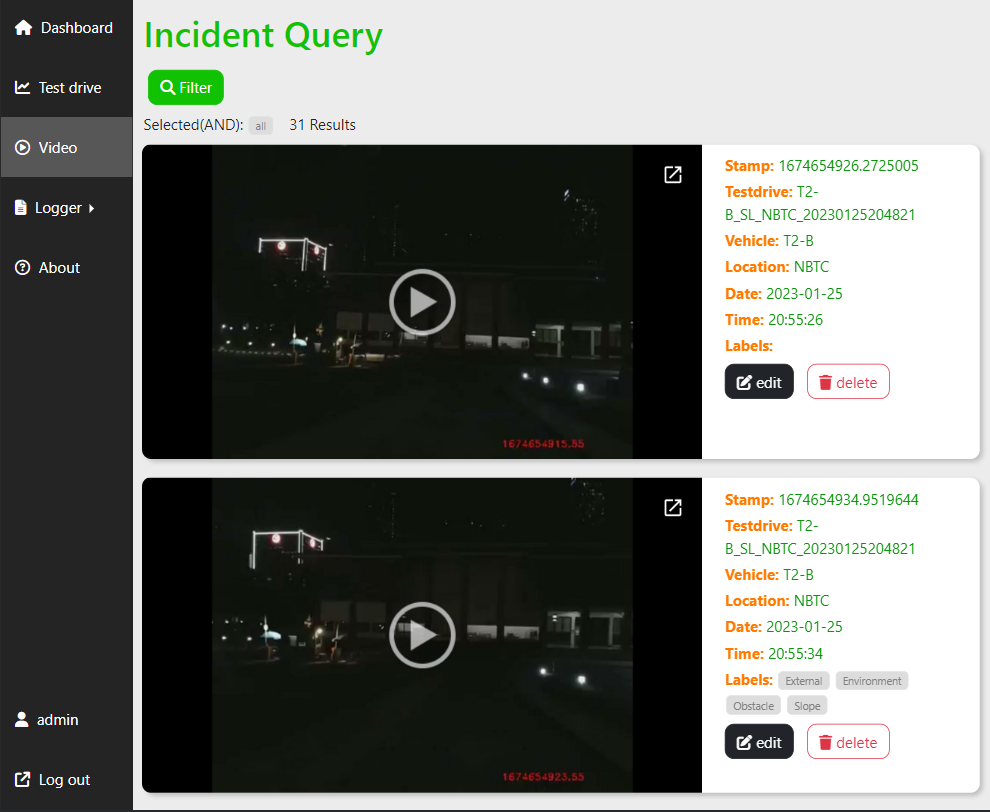 Dashboard
Test drive
Video
Logger
About
admin
Log out
Incident Query
Filter
Selected(AND): all 31 Results
1674654915.55
Stamp: 1674654926.2725005
Testdrive: T2-
B_SL_NBTC_20230125204821
Vehicle: T2-B
Location: NBTC
Date: 2023-01-25
Time: 20:55:26
Labels:
edit delete
1674654923.55
Stamp: 1674654934.9519644
Testdrive: T2-
B_SL_NBTC_20230125204821
Vehicle: T2-B
Location: NBTC
Date: 2023-01-25
Time: 20:55:34
Labels: External Environment
Obstacle Slope
edit delete